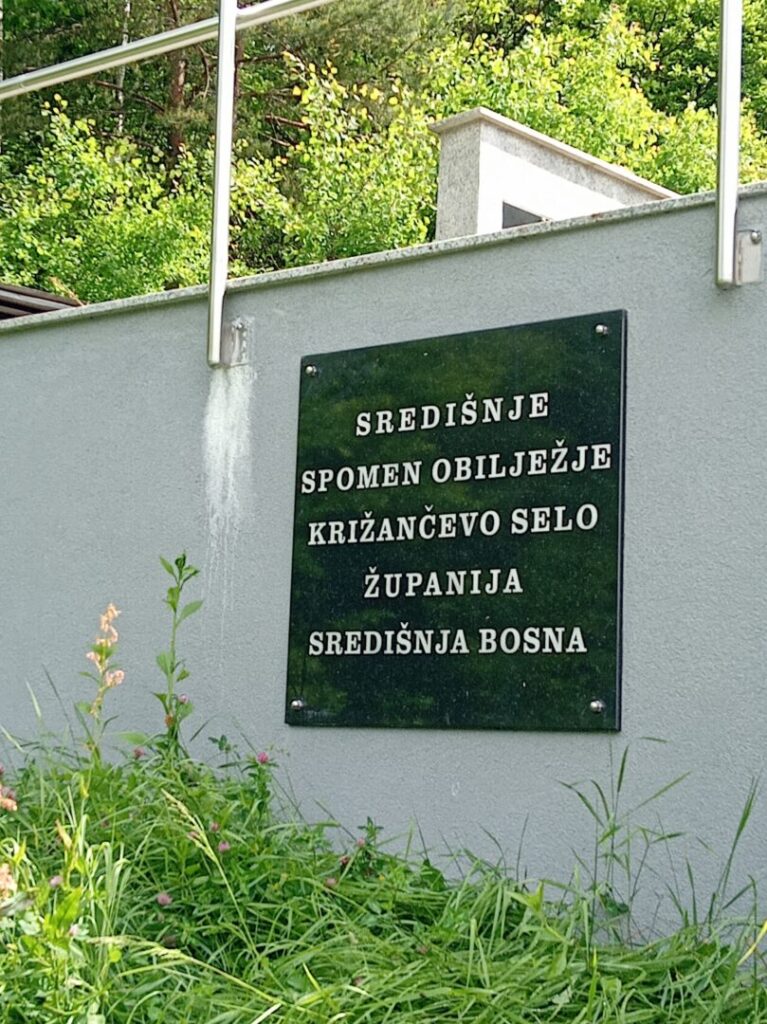 SREDIŠNJE
SPOMEN OBILJEŽJE
KRIŽANČEVO SELO
ŽUPANIJA
SREDIŠNJA BOSNA